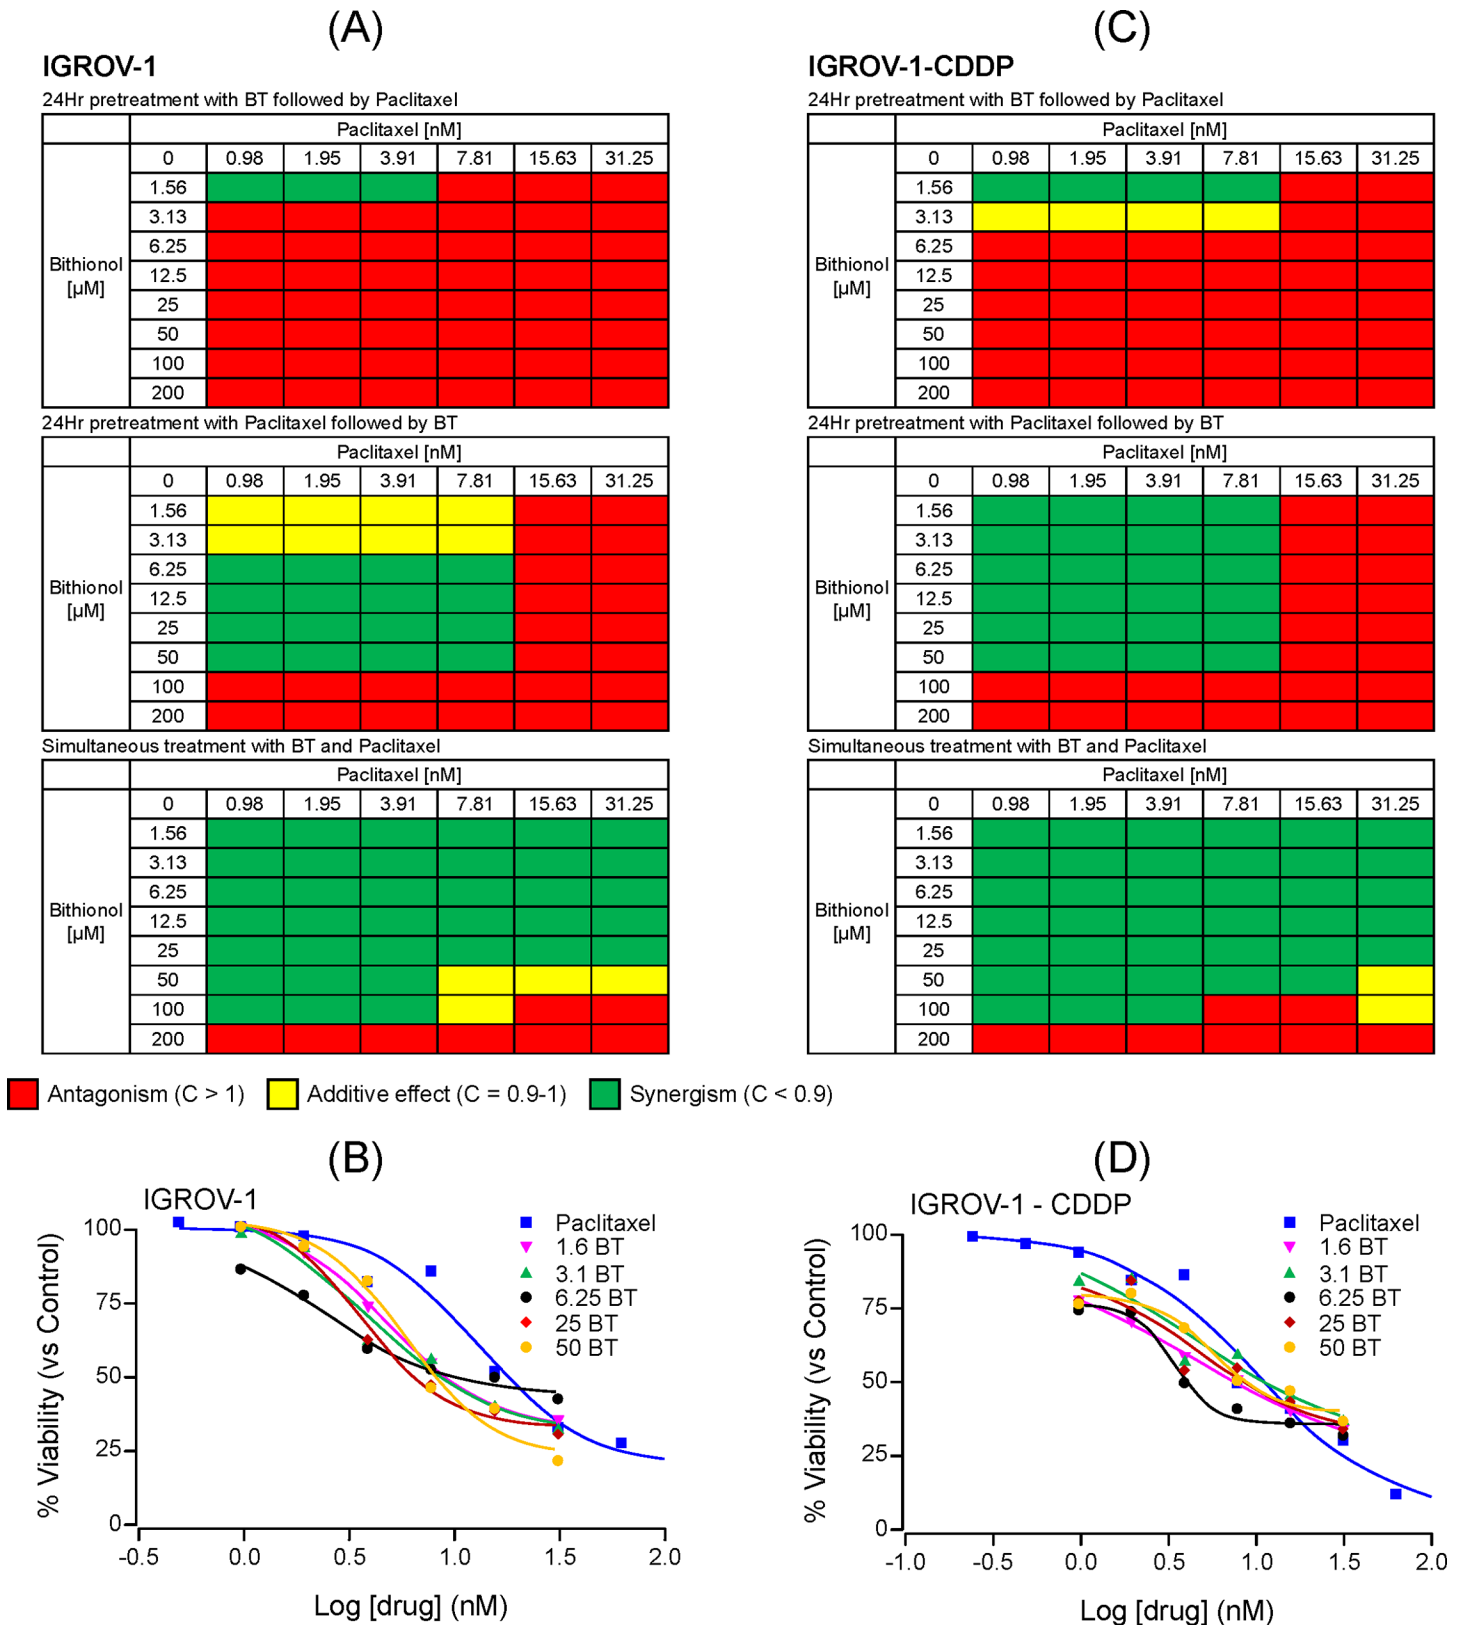 (A)
IGROV-1
24Hr pretreatment with BT followed by Paclitaxel
Paclitaxel [nM]
0 0.98 1.95 3.91 7.81 15.63 31.25
1.56
3.13
6.25
Bithionol 12.5
[µM]
25
50
100
200
24Hr pretreatment with Paclitaxel followed by BT
Paclitaxel [nM]
0 0.98 1.95 3.91 7.81 15.63 31.25
1.56
3.13
6.25
Bithionol 12.5
[µM]
25
50
100
200
Simultaneous treatment with BT and Paclitaxel
Paclitaxel [nM]
0 0.98 1.95 3.91 7.81 15.63 31.25
1.56
3.13
6.25
Bithionol 12.5
[µM]
25
50
100
200
(C)
IGROV-1-CDDP
24Hr pretreatment with BT followed by Paclitaxel
Paclitaxel [nM]
0 0.98 1.95 3.91 7.81 15.63 31.25
1.56
3.13
6.25
Bithionol 12.5
[µM]
25
50
100
200
24Hr pretreatment with Paclitaxel followed by BT
Paclitaxel [nM]
0 0.98 1.95 3.91 7.81 15.63 31.25
1.56
3.13
6.25
Bithionol 12.5
[µM]
25
50
100
200
Simultaneous treatment with BT and Paclitaxel
Paclitaxel [nM]
0 0.98 1.95 3.91 7.81 15.63 31.25
1.56
3.13
6.25
Bithionol 12.5
[µM]
25
50
100
200
Antagonism (C > 1) Additive effect (C = 0.9-1) Synergism (C < 0.9)
(B)
IGROV-1
% Viability (vs Control)
100
75
50
25
0
-0.5 0.0 0.5 1.0 1.5 2.0
Log [drug] (nM)
Paclitaxel
1.6 BT
3.1 BT
6.25 BT
25 BT
50 BT
(D)
IGROV-1 - CDDP
% Viability (vs Control)
100
75
50
25
0
-1.0 -0.5 0.0 0.5 1.0 1.5 2.0
Log [drug] (nM)
Paclitaxel
1.6 BT
3.1 BT
6.25 BT
25 BT
50 BT